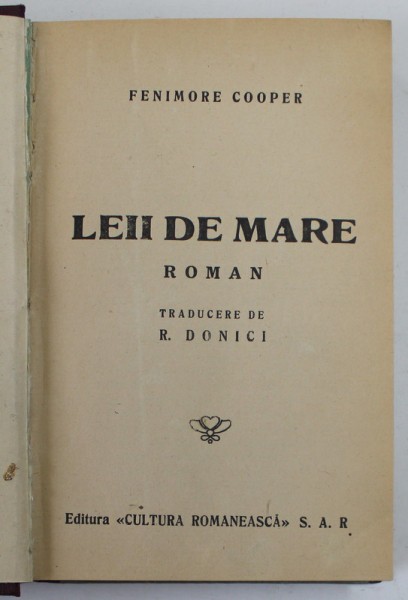 FENIMORE COOPER
LEII DE MARE
ROMAN
TRADUCERE DE
R. DONICI
Editura «CULTURA ROMANEASCĂ» S. A. R